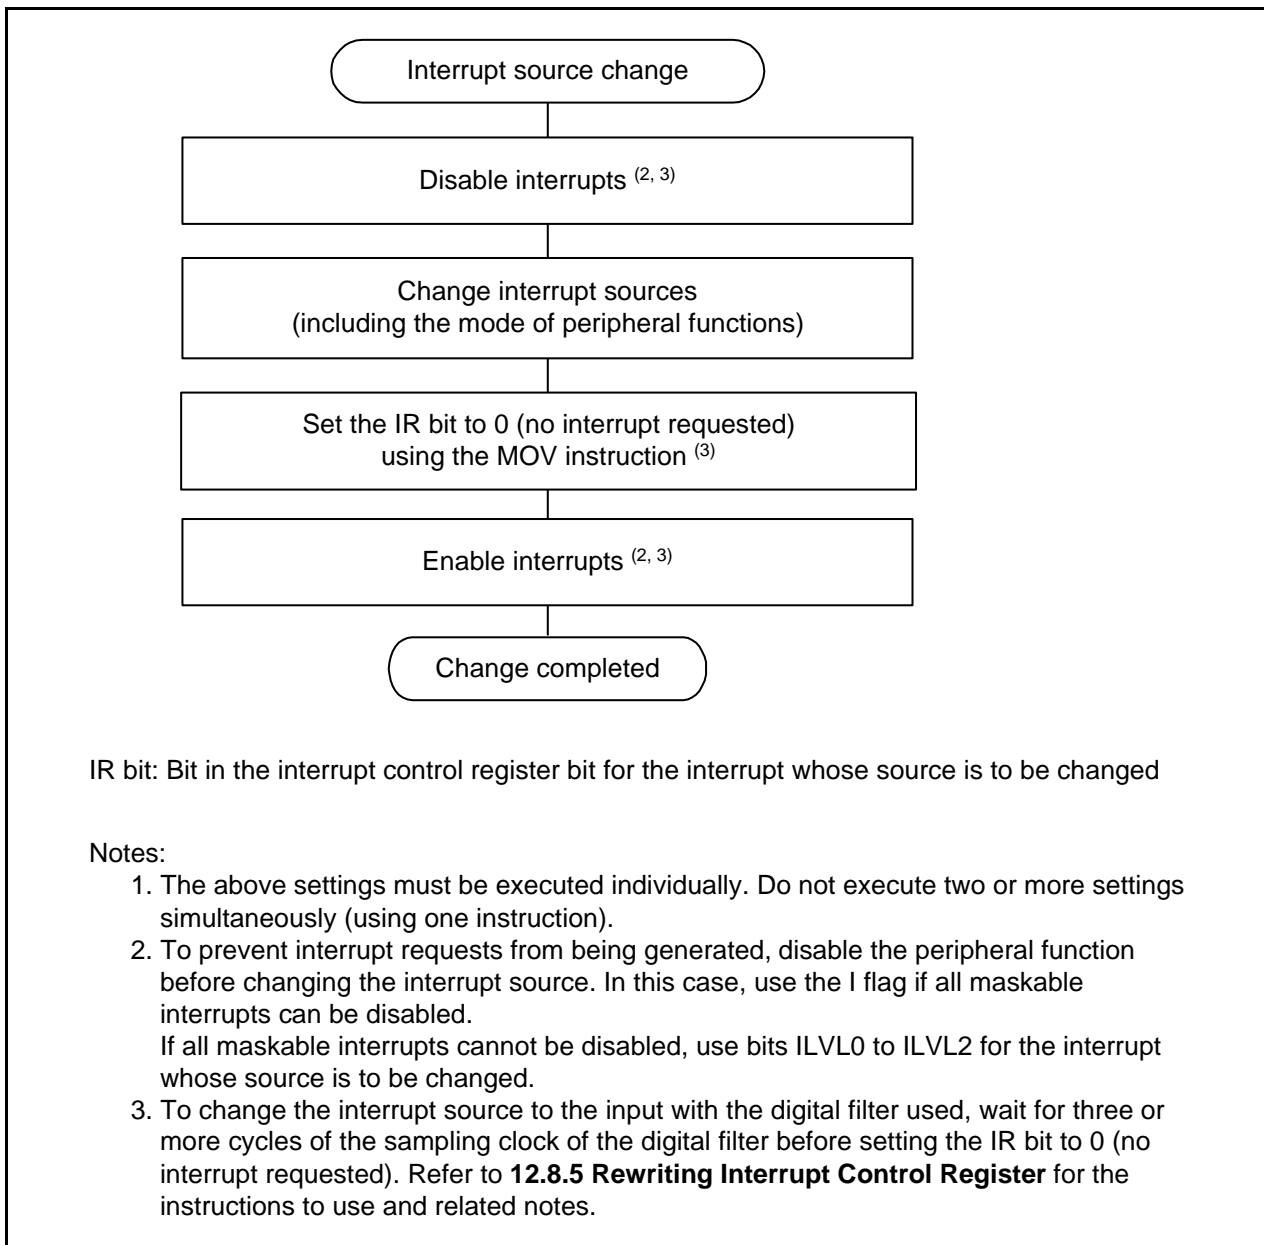 Interrupt source change
Disable interrupts (2, 3)
Change interrupt sources
(including the mode of peripheral functions)
Set the IR bit to 0 (no interrupt requested)
using the MOV instruction (3)
Enable interrupts (2, 3)
Change completed
IR bit: Bit in the interrupt control register bit for the interrupt whose source is to be changed
Notes:
1. The above settings must be executed individually. Do not execute two or more settings
simultaneously (using one instruction).
2. To prevent interrupt requests from being generated, disable the peripheral function
before changing the interrupt source. In this case, use the I flag if all maskable
interrupts can be disabled.
If all maskable interrupts cannot be disabled, use bits ILVL0 to ILVL2 for the interrupt
whose source is to be changed.
3. To change the interrupt source to the input with the digital filter used, wait for three or
more cycles of the sampling clock of the digital filter before setting the IR bit to 0 (no
interrupt requested). Refer to 12.8.5 Rewriting Interrupt Control Register for the
instructions to use and related notes.